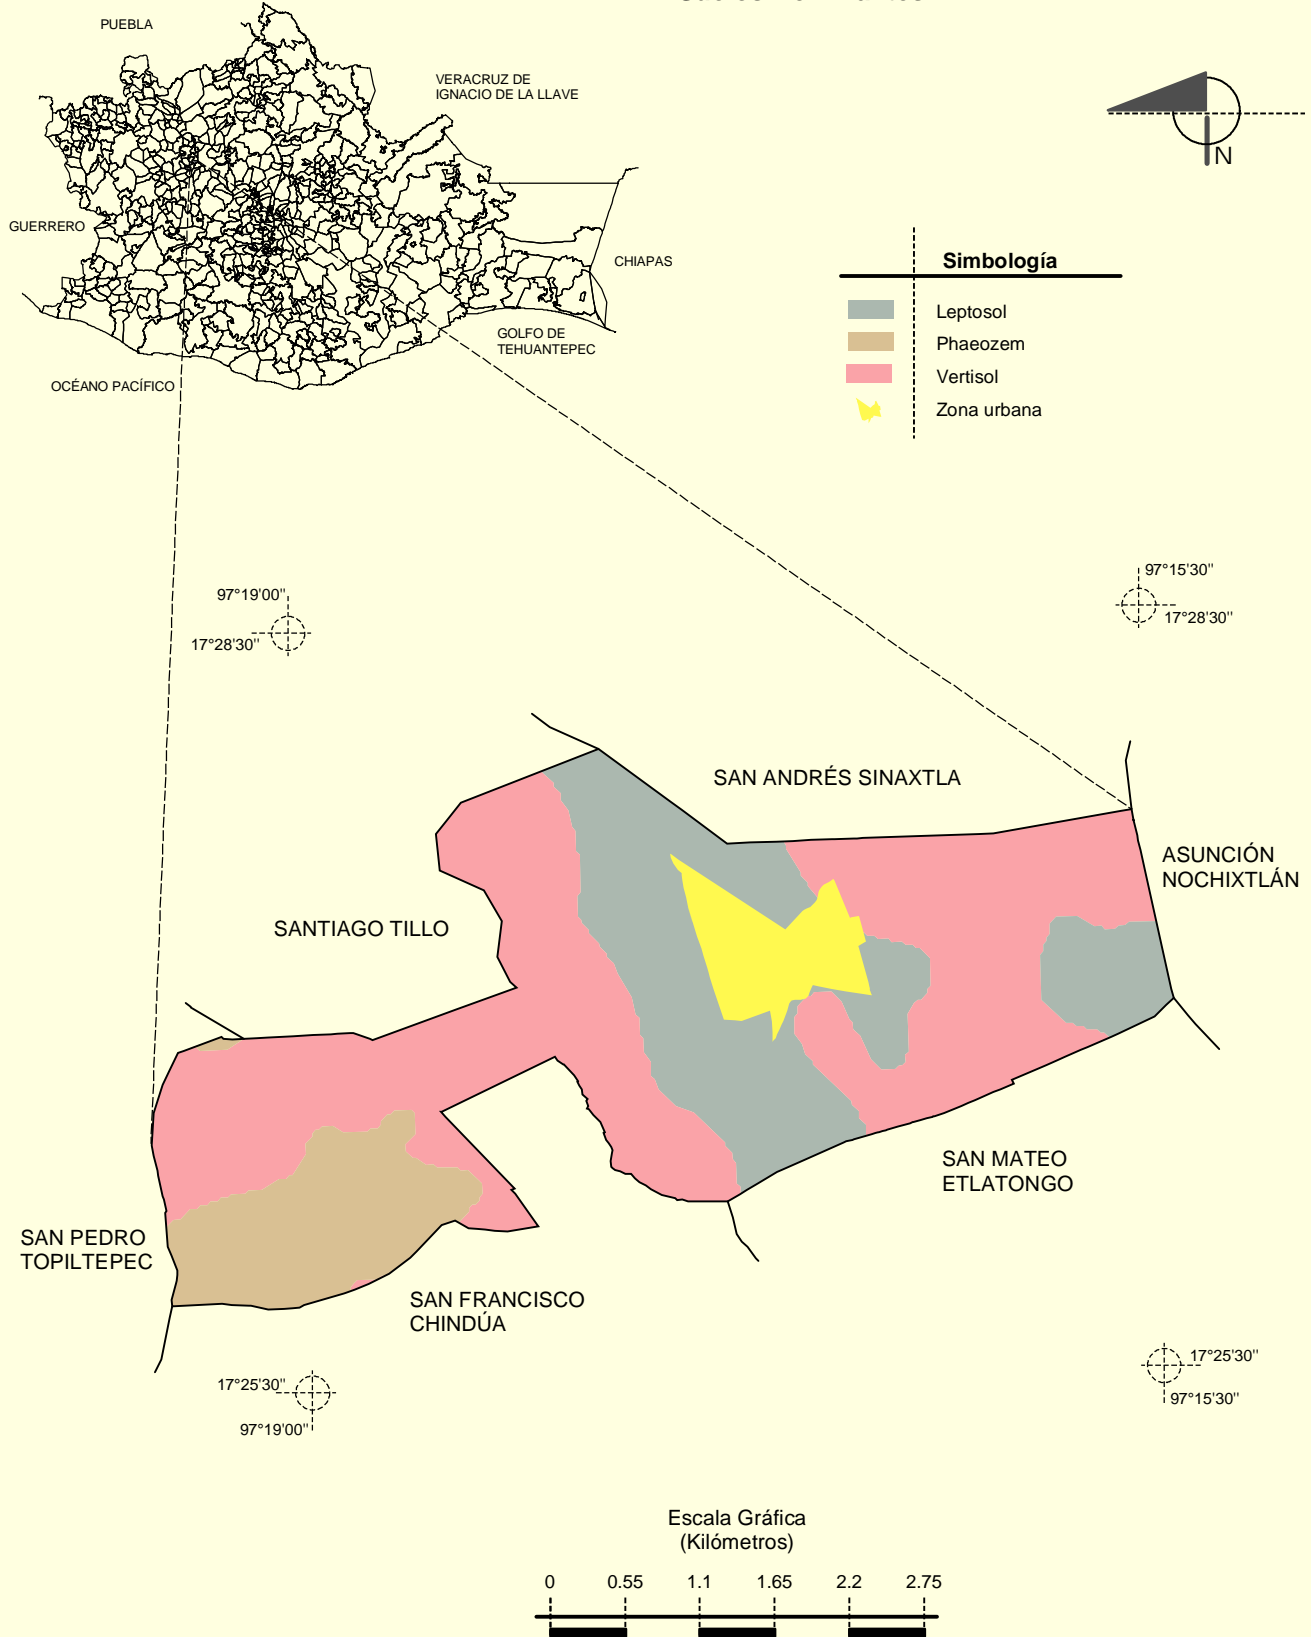 PUEBLA
VERACRUZ DE
IGNACIO DE LA LLAVE
N
GUERRERO
CHIAPAS
GOLFO DE
TEHUANTEPEC
OCÉANO PACÍFICO
Simbología
Leptosol
Phaeozem
Vertisol
Zona urbana
97°19'00"
17°28'30"
97°15'30"
17°28'30"
SAN ANDRÉS SINAXTLA
ASUNCIÓN
NOCHIXTLÁN
SANTIAGO TILLO
SAN MATEO
ETLATONGO
SAN PEDRO
TOPILTEPEC
SAN FRANCISCO
CHINDÚA
17°25'30"
97°19'00"
17°25'30"
97°15'30"
Escala Gráfica
(Kilómetros)
0 0.55 1.1 1.65 2.2 2.75